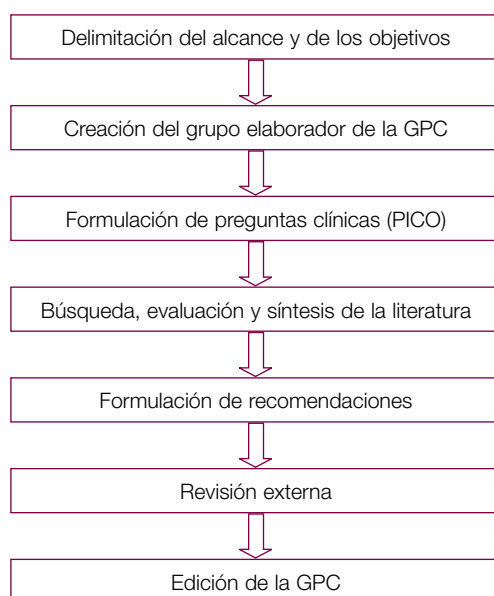 Delimitación del alcance y de los objetivos
Creación del grupo elaborador de la GPC
Formulación de preguntas clínicas (PICO)
Búsqueda, evaluación y síntesis de la literatura
Formulación de recomendaciones
Revisión externa
Edición de la GPC